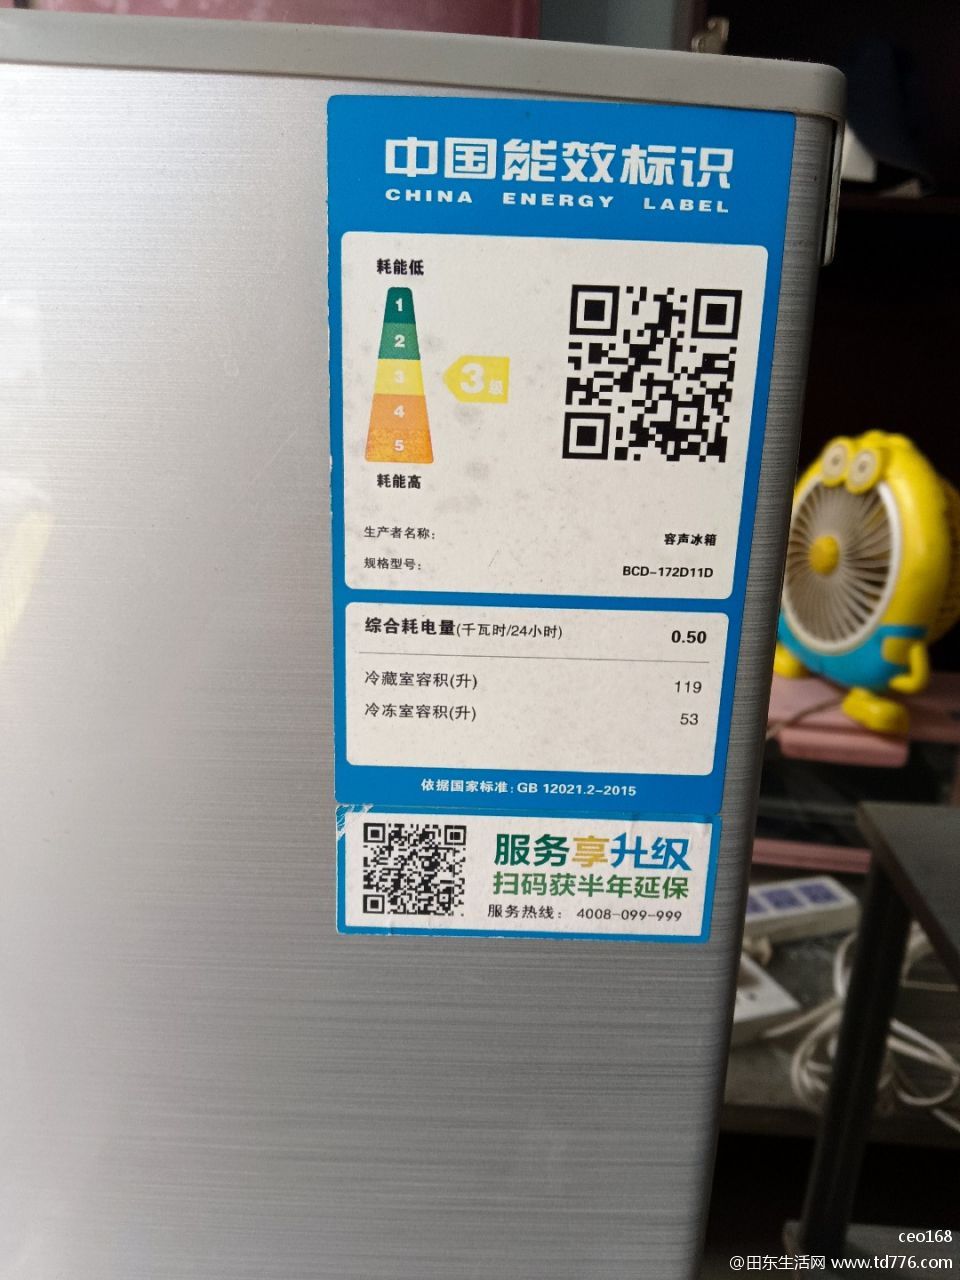 中国能效标识
CHINA ENERGY LABEL
耗能低
1
2
3
3级
4
5
耗能高
生产者名称: 容声冰箱
规格型号: BCD-172D11D
综合耗电量(千瓦时/24小时) 0.50
冷藏室容积(升) 119
冷冻室容积(升) 53
依据国家标准: GB 12021.2-2015
服务享升级
扫码获半年延保
服务热线: 4008-099-999
ceo168
@田东生活网 www.td776.com